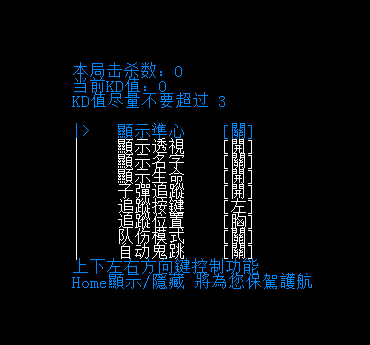 本局击杀数：0
当前KD值：0
KD值尽量不要超过 3
|> 顯示準心 [關]
| 顯示透視 [開]
| 顯示名字 [關]
| 顯示生命 [開]
| 子彈追蹤 [開]
| 追蹤按鍵 [左]
| 追蹤位置 [胸]
| 队伤模式 [關]
| 自动鬼跳 [關]
上下左右方向鍵控制功能
Home顯示/隱藏 將為您保駕護航